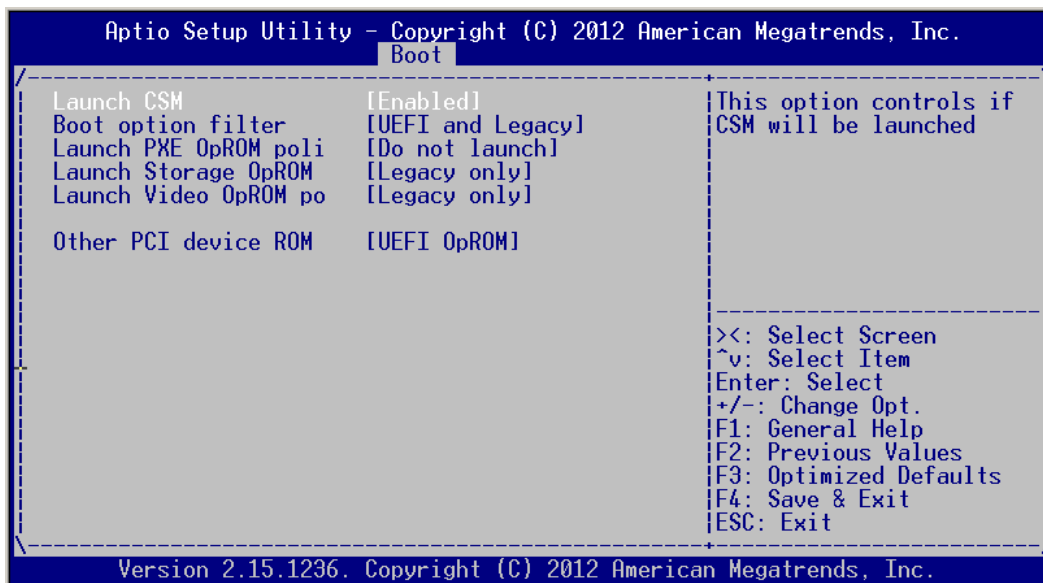 Aptio Setup Utility - Copyright (C) 2012 American Megatrends, Inc.
Boot
Launch CSM [Enabled]
Boot option filter [UEFI and Legacy]
Launch PXE OpROM poli [Do not launch]
Launch Storage OpROM [Legacy only]
Launch Video OpROM po [Legacy only]
Other PCI device ROM [UEFI OpROM]
This option controls if
CSM will be launched
><: Select Screen
^v: Select Item
Enter: Select
+/-: Change Opt.
F1: General Help
F2: Previous Values
F3: Optimized Defaults
F4: Save & Exit
ESC: Exit
Version 2.15.1236. Copyright (C) 2012 American Megatrends, Inc.